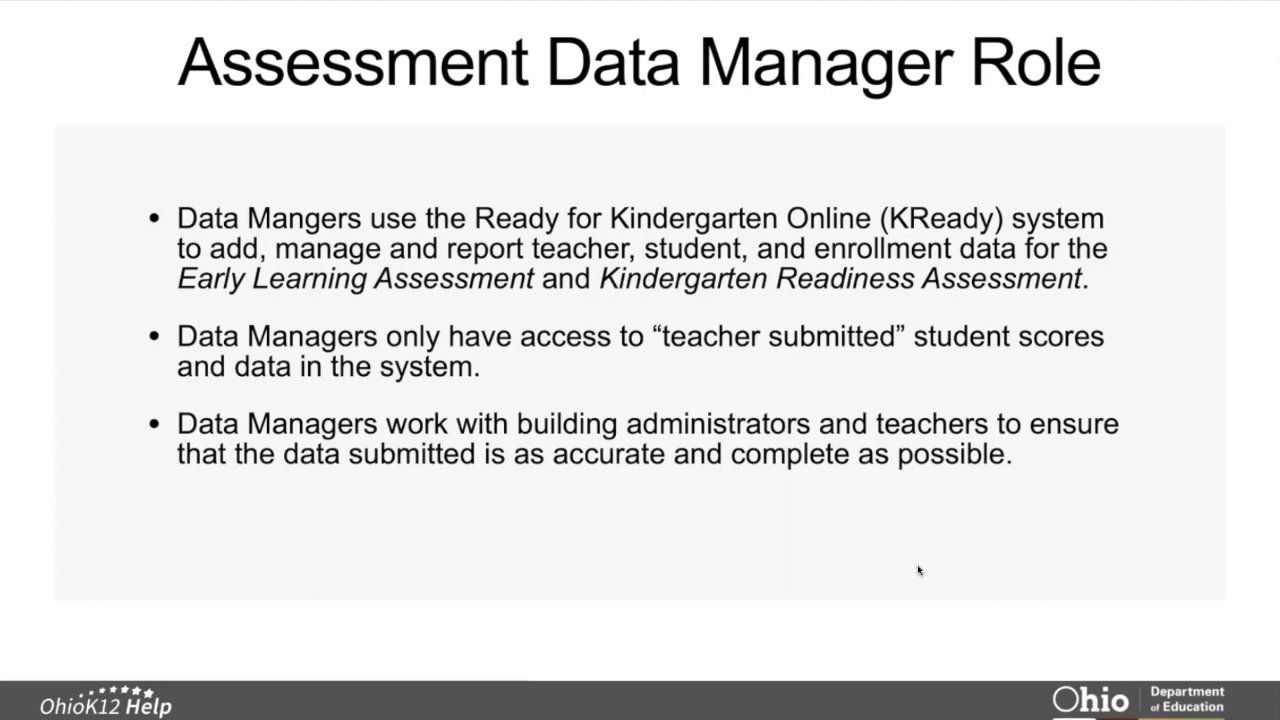 Assessment Data Manager Role
• Data Mangers use the Ready for Kindergarten Online (KReady) system
to add, manage and report teacher, student, and enrollment data for the
Early Learning Assessment and Kindergarten Readiness Assessment.
• Data Managers only have access to “teacher submitted” student scores
and data in the system.
• Data Managers work with building administrators and teachers to ensure
that the data submitted is as accurate and complete as possible.
OhioK12 Help
Ohio Department
of Education